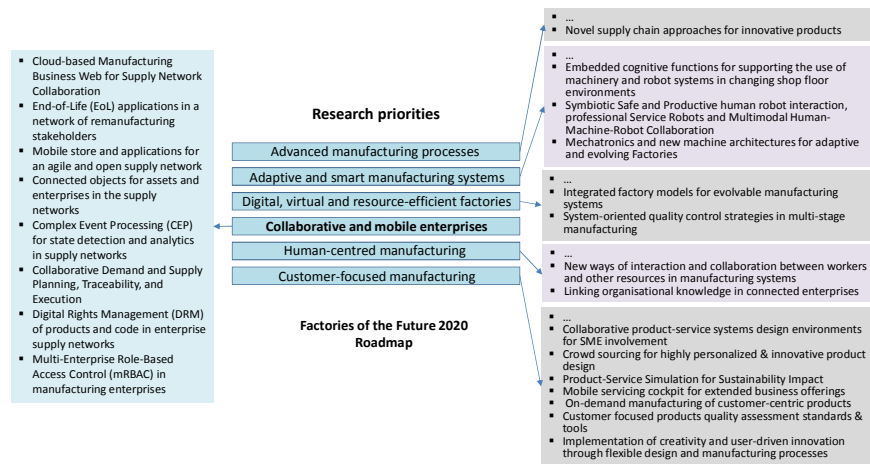 ▪ Cloud-based Manufacturing
Business Web for Supply Network
Collaboration
▪ End-of-Life (EoL) applications in a
network of remanufacturing
stakeholders
▪ Mobile store and applications for
an agile and open supply network
▪ Connected objects for assets and
enterprises in the supply
networks
▪ Complex Event Processing (CEP)
for state detection and analytics
in supply networks
▪ Collaborative Demand and Supply
Planning, Traceability, and
Execution
▪ Digital Rights Management (DRM)
of products and code in enterprise
supply networks
▪ Multi-Enterprise Role-Based
Access Control (mRBAC) in
manufacturing enterprises
Research priorities
Advanced manufacturing processes
Adaptive and smart manufacturing systems
Digital, virtual and resource-efficient factories
Collaborative and mobile enterprises
Human-centred manufacturing
Customer-focused manufacturing
Factories of the Future 2020
Roadmap
▪ …
▪ Novel supply chain approaches for innovative products
▪ …
▪ Embedded cognitive functions for supporting the use of
machinery and robot systems in changing shop floor
environments
▪ Symbiotic Safe and Productive human robot interaction,
professional Service Robots and Multimodal Human-
Machine-Robot Collaboration
▪ Mechatronics and new machine architectures for adaptive
and evolving Factories
▪ …
▪ Integrated factory models for evolvable manufacturing
systems
▪ System-oriented quality control strategies in multi-stage
manufacturing
▪ …
▪ New ways of interaction and collaboration between workers
and other resources in manufacturing systems
▪ Linking organisational knowledge in connected enterprises
▪ …
▪ Collaborative product-service systems design environments
for SME involvement
▪ Crowd sourcing for highly personalized & innovative product
design
▪ Product-Service Simulation for Sustainability Impact
▪ Mobile servicing cockpit for extended business offerings
▪ On-demand manufacturing of customer-centric products
▪ Customer focused products quality assessment standards &
tools
▪ Implementation of creativity and user-driven innovation
through flexible design and manufacturing processes